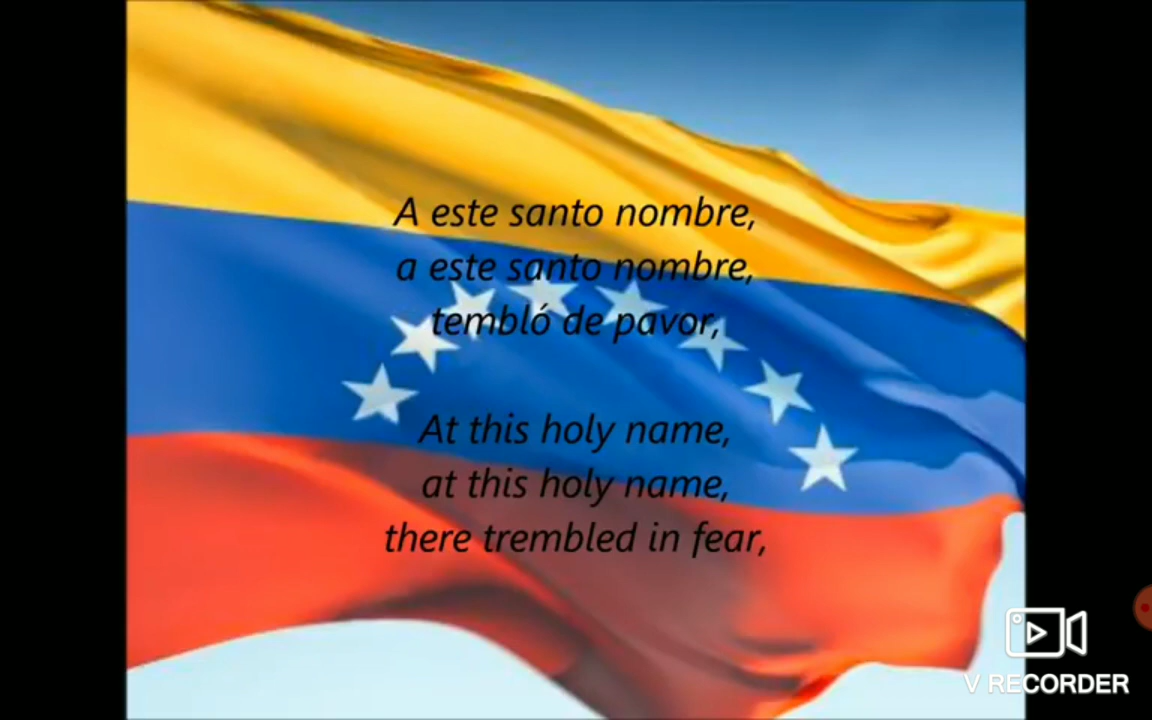 A este santo nombre,
a este santo nombre,
tembló de pavor,
At this holy name,
at this holy name,
there trembled in fear,
V RECORDER